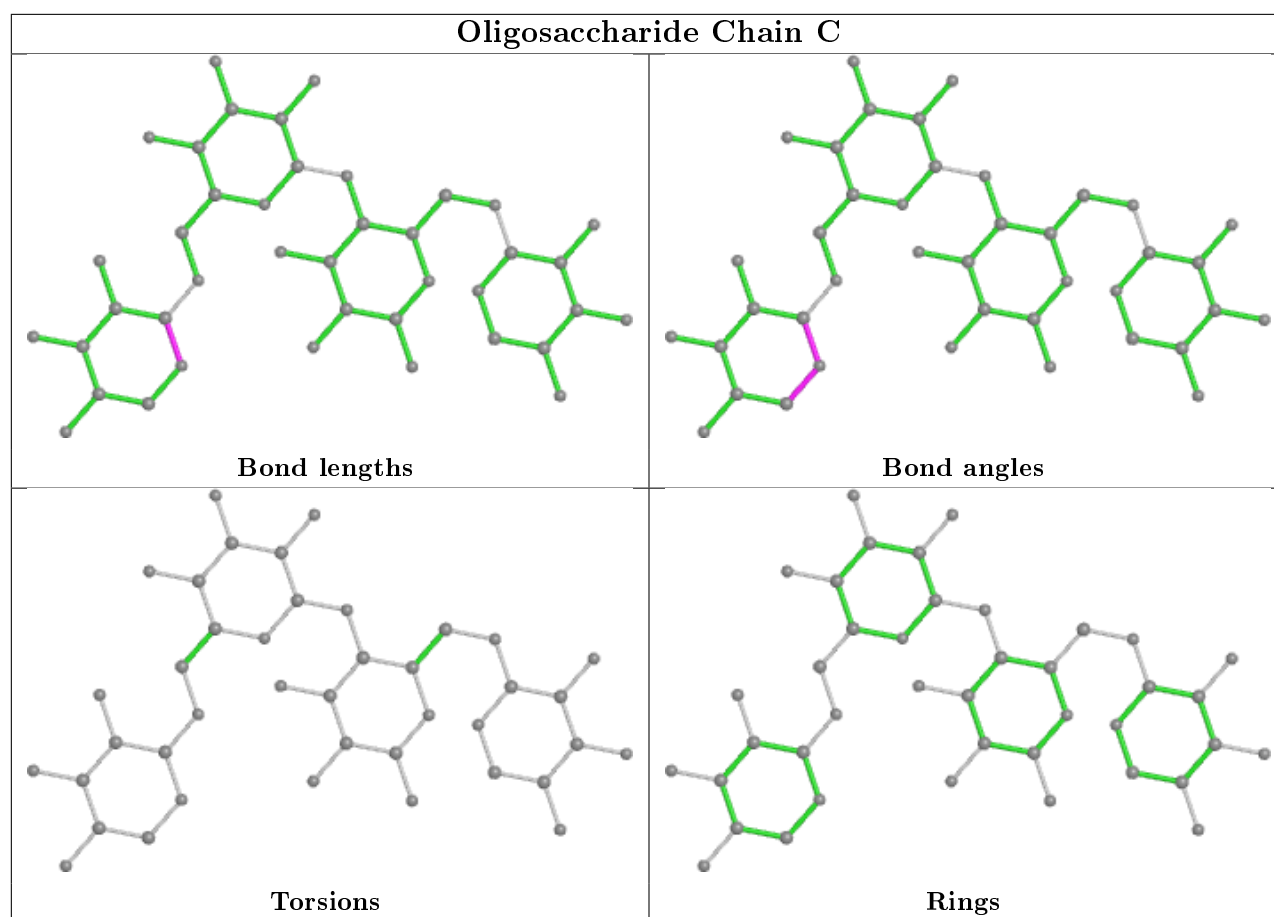 Oligosaccharide Chain C
Bond lengths
Bond angles
Torsions
Rings